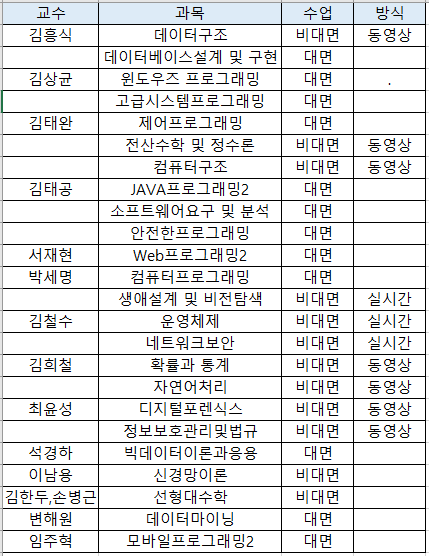 교수 과목 수업 방식
김홍식 데이터구조 비대면 동영상
데이터베이스설계 및 구현 대면
김상균 윈도우즈 프로그래밍 대면 .
고급시스템프로그래밍 대면
김태완 제어프로그래밍 대면
전산수학 및 정수론 비대면 동영상
컴퓨터구조 비대면 동영상
김태공 JAVA프로그래밍2 대면
소프트웨어요구 및 분석 대면
안전한프로그래밍 대면
서재현 Web프로그래밍2 대면
박세명 컴퓨터프로그래밍 대면
생애설계 및 비전탐색 비대면 실시간
김철수 운영체제 비대면 실시간
네트워크보안 비대면 실시간
김희철 확률과 통계 비대면 동영상
자연어처리 비대면 동영상
최윤성 디지털포렌식스 비대면 동영상
정보보호관리및법규 비대면 동영상
석경하 빅데이터이론과응용 대면
이남용 신경망이론 비대면
김한두,손병근 선형대수학 비대면
변해원 데이터마이닝 대면
임주혁 모바일프로그래밍2 대면